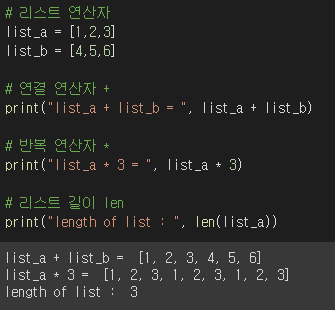 # 리스트 연산자
list_a = [1,2,3]
list_b = [4,5,6]
# 연결 연산자 +
print("list_a + list_b = ", list_a + list_b)
# 반복 연산자 *
print("list_a * 3 = ", list_a * 3)
# 리스트 길이 len
print("length of list : ", len(list_a))
list_a + list_b =  [1, 2, 3, 4, 5, 6]
list_a * 3 =  [1, 2, 3, 1, 2, 3, 1, 2, 3]
length of list :  3